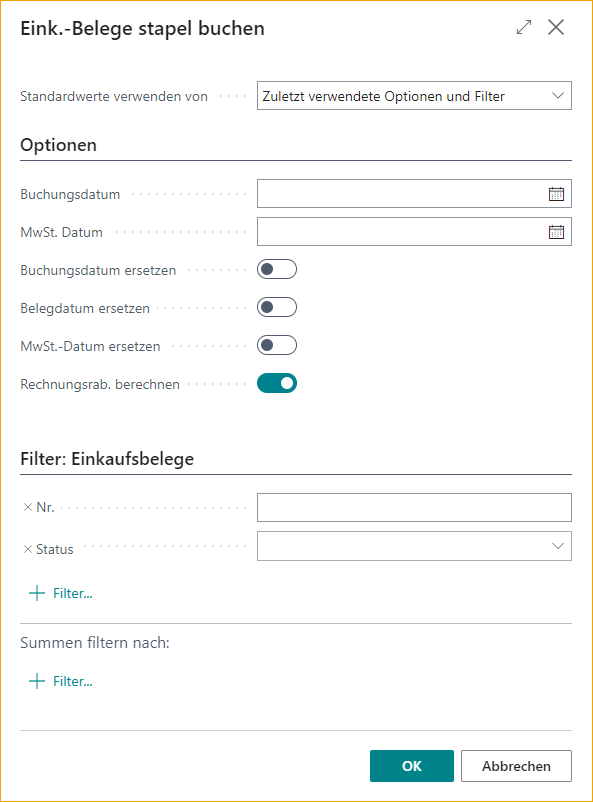 Eink.-Belege stapel buchen
Standardwerte verwenden von
Zuletzt verwendete Optionen und Filter
Optionen
Buchungsdatum
MwSt. Datum
Buchungsdatum ersetzen
Belegdatum ersetzen
MwSt.-Datum ersetzen
Rechnungsrab. berechnen
Filter: Einkaufsbelege
Nr.
Status
Filter...
Summen filtern nach:
Filter...
OK Abbrechen